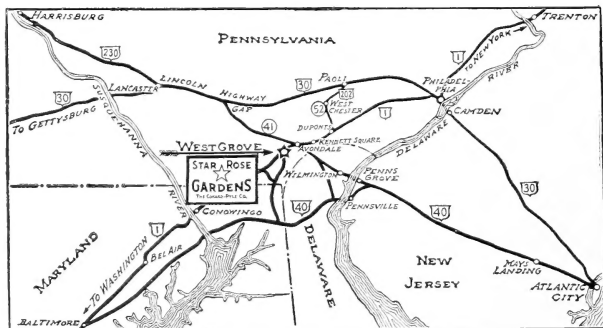 HARRISBURG
TRENTON
PENNSYLVANIA
230
1
TO NEW YORK
RIVER
SUSQUEHANNA
RIVER
LANCASTER
LINCOLN
HIGHWAY
GAP
30
PAOLI
202
PHILADEL-
PHIA
30
TO GETTYSBURG
52
WEST
CHESTER
1
CAMDEN
DUPONTS
41
KENNETT SQUARE
AVONDALE
DELAWARE
WEST GROVE
STAR ROSE
GARDENS
THE CONARD-PYLE CO.
WILMINGTON
PENNS
GROVE
30
40
PENNSVILLE
40
CONOWINGO
1
MARYLAND
TO WASHINGTON
BEL AIR
DELAWARE
NEW
JERSEY
MAYS
LANDING
ATLANTIC
CITY
BALTIMORE